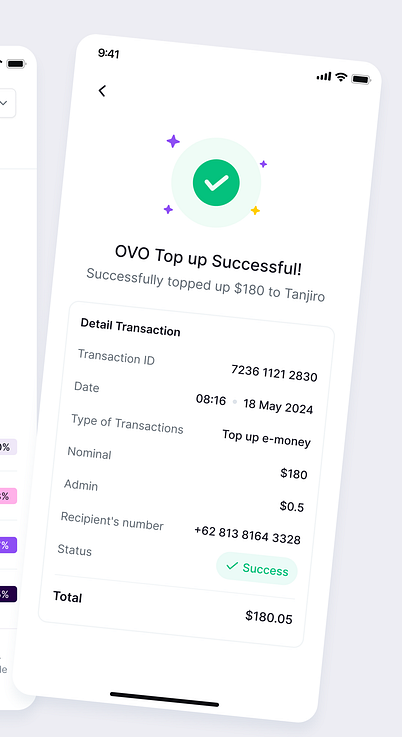 9:41
OVO Top up Successful!
Successfully topped up $180 to Tanjiro
Detail Transaction
Transaction ID 7236 1121 2830
Date 08:16 18 May 2024
Type of Transactions Top up e-money
Nominal $180
Admin $0.5
Recipient's number +62 813 8164 3328
Status Success
Total $180.05